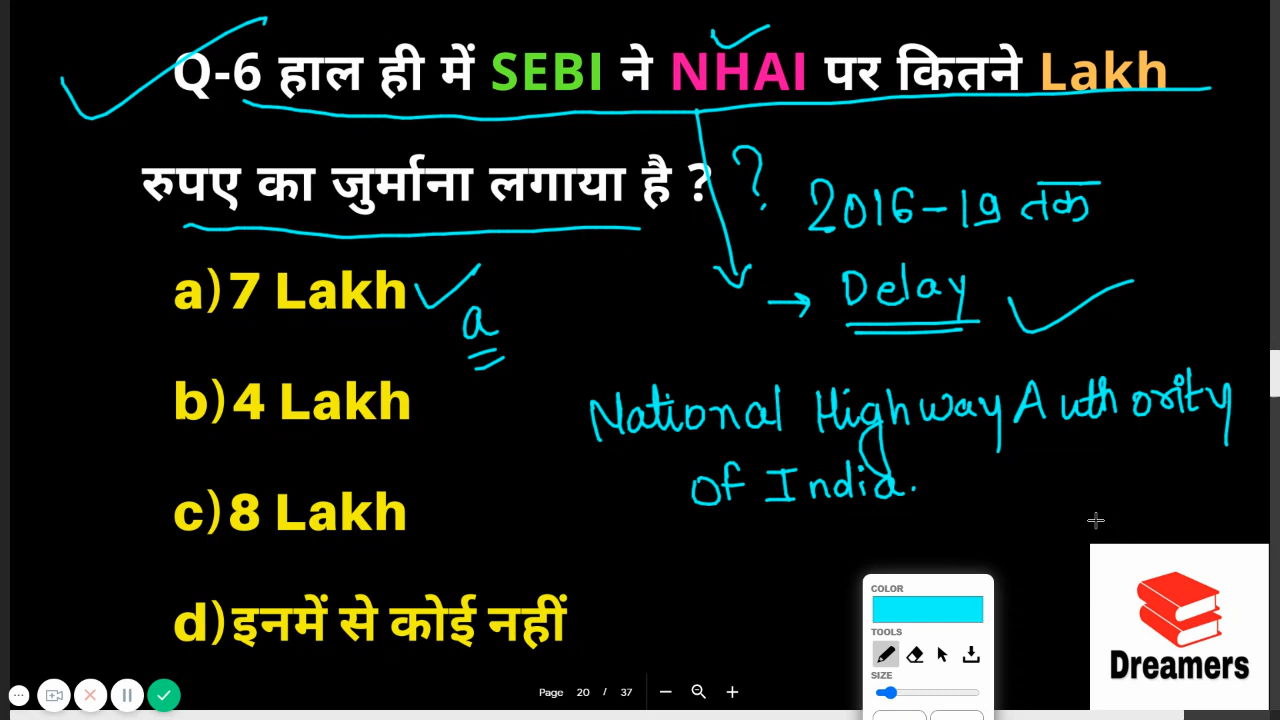 Q-6 हाल ही में SEBI ने NHAI पर कितने Lakh
रुपए का जुर्माना लगाया है ?
?
2016-19 तक
a)7 Lakh
a
→ Delay
b)4 Lakh
National Highway Authority
of India.
c)8 Lakh
d)इनमें से कोई नहीं
COLOR
TOOLS
SIZE
Dreamers
Page 20 / 37